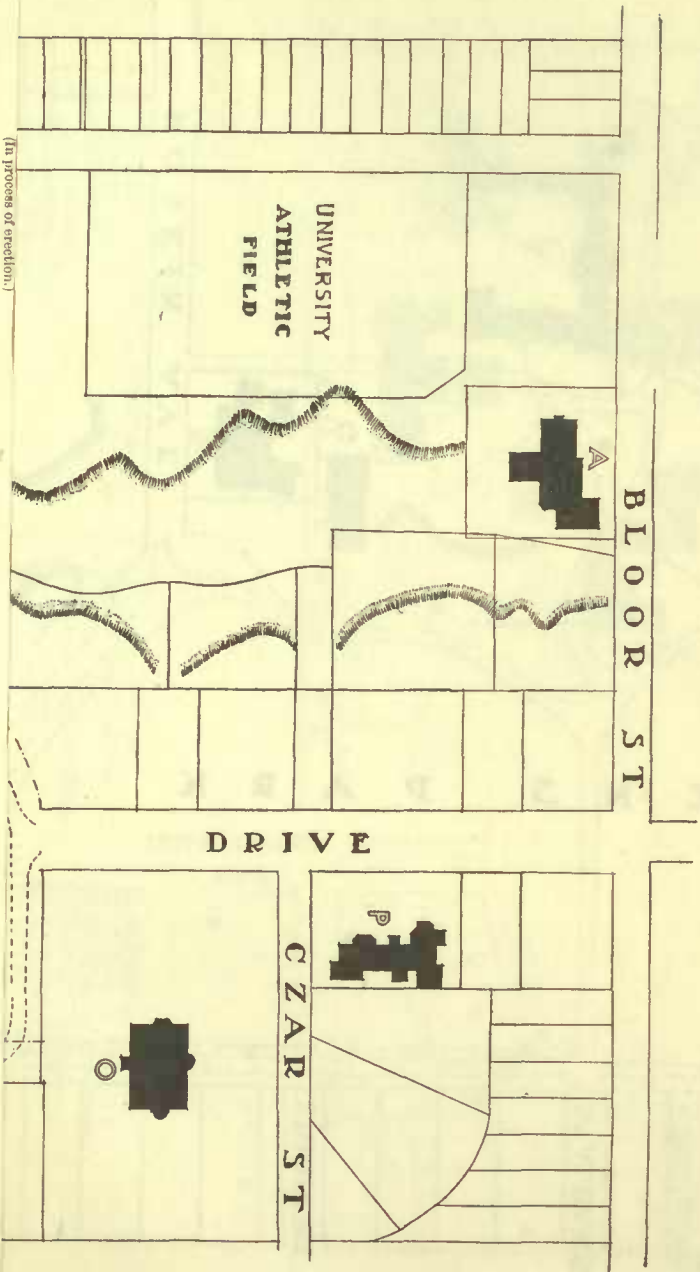 BLOOR ST
A
UNIVERSITY
ATHLETIC
FIELD
(In process of erection.)
DRIVE
P
CZAR ST
O